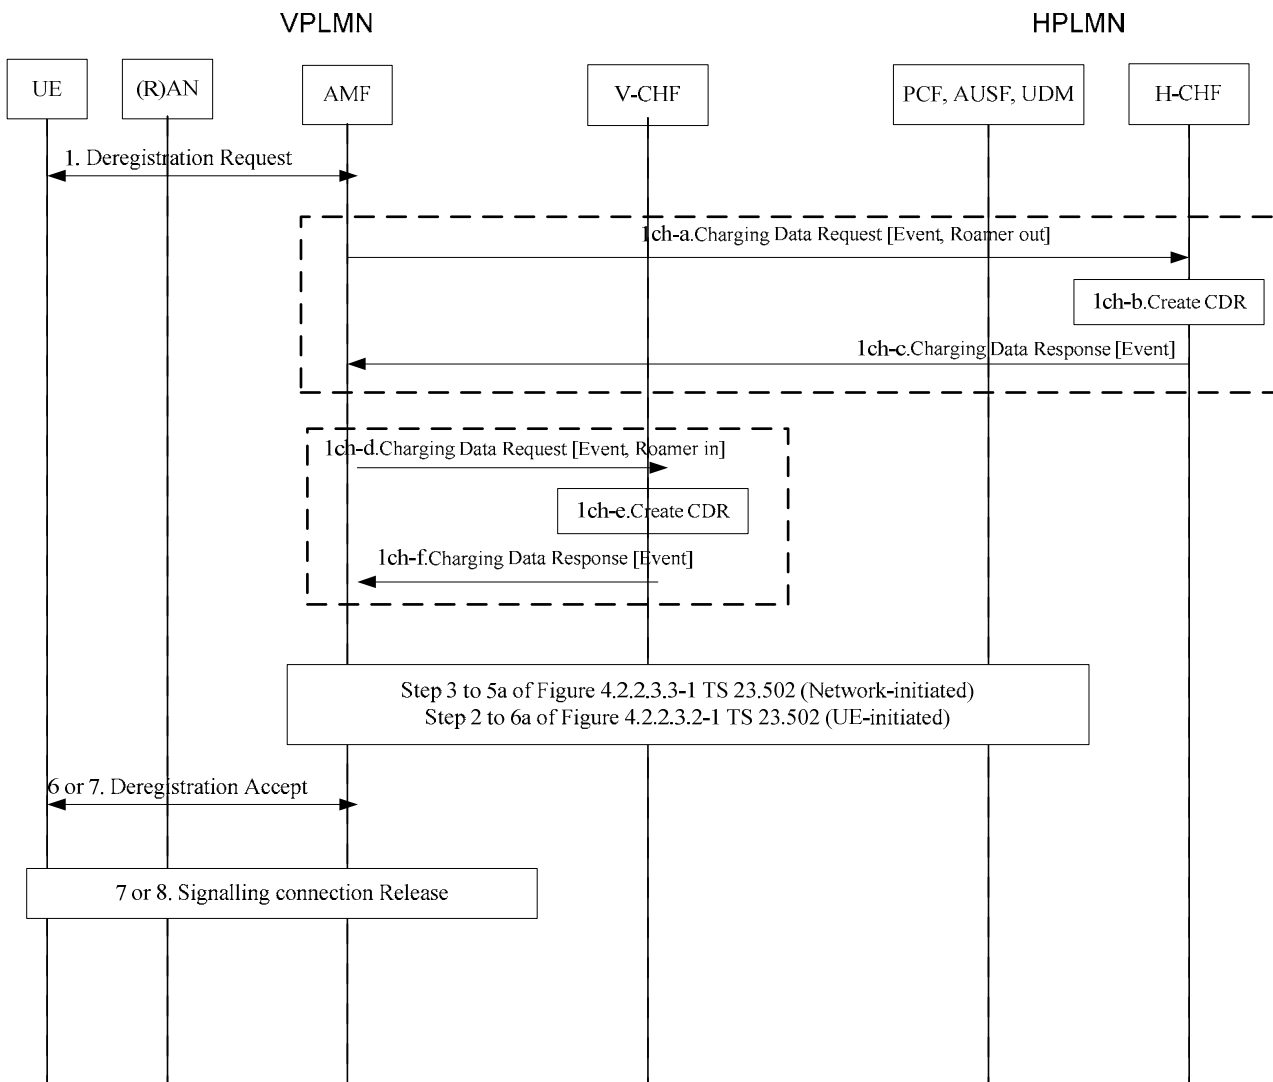 VPLMN
HPLMN
UE
(R)AN
AMF
V-CHF
PCF, AUSF, UDM
H-CHF
1. Deregistration Request
1ch-a.Charging Data Request [Event, Roamer out]
1ch-b.Create CDR
1ch-c.Charging Data Response [Event]
1ch-d.Charging Data Request [Event, Roamer in]
1ch-e.Create CDR
1ch-f.Charging Data Response [Event]
Step 3 to 5a of Figure 4.2.2.3.3-1 TS 23.502 (Network-initiated)
Step 2 to 6a of Figure 4.2.2.3.2-1 TS 23.502 (UE-initiated)
6 or 7. Deregistration Accept
7 or 8. Signalling connection Release